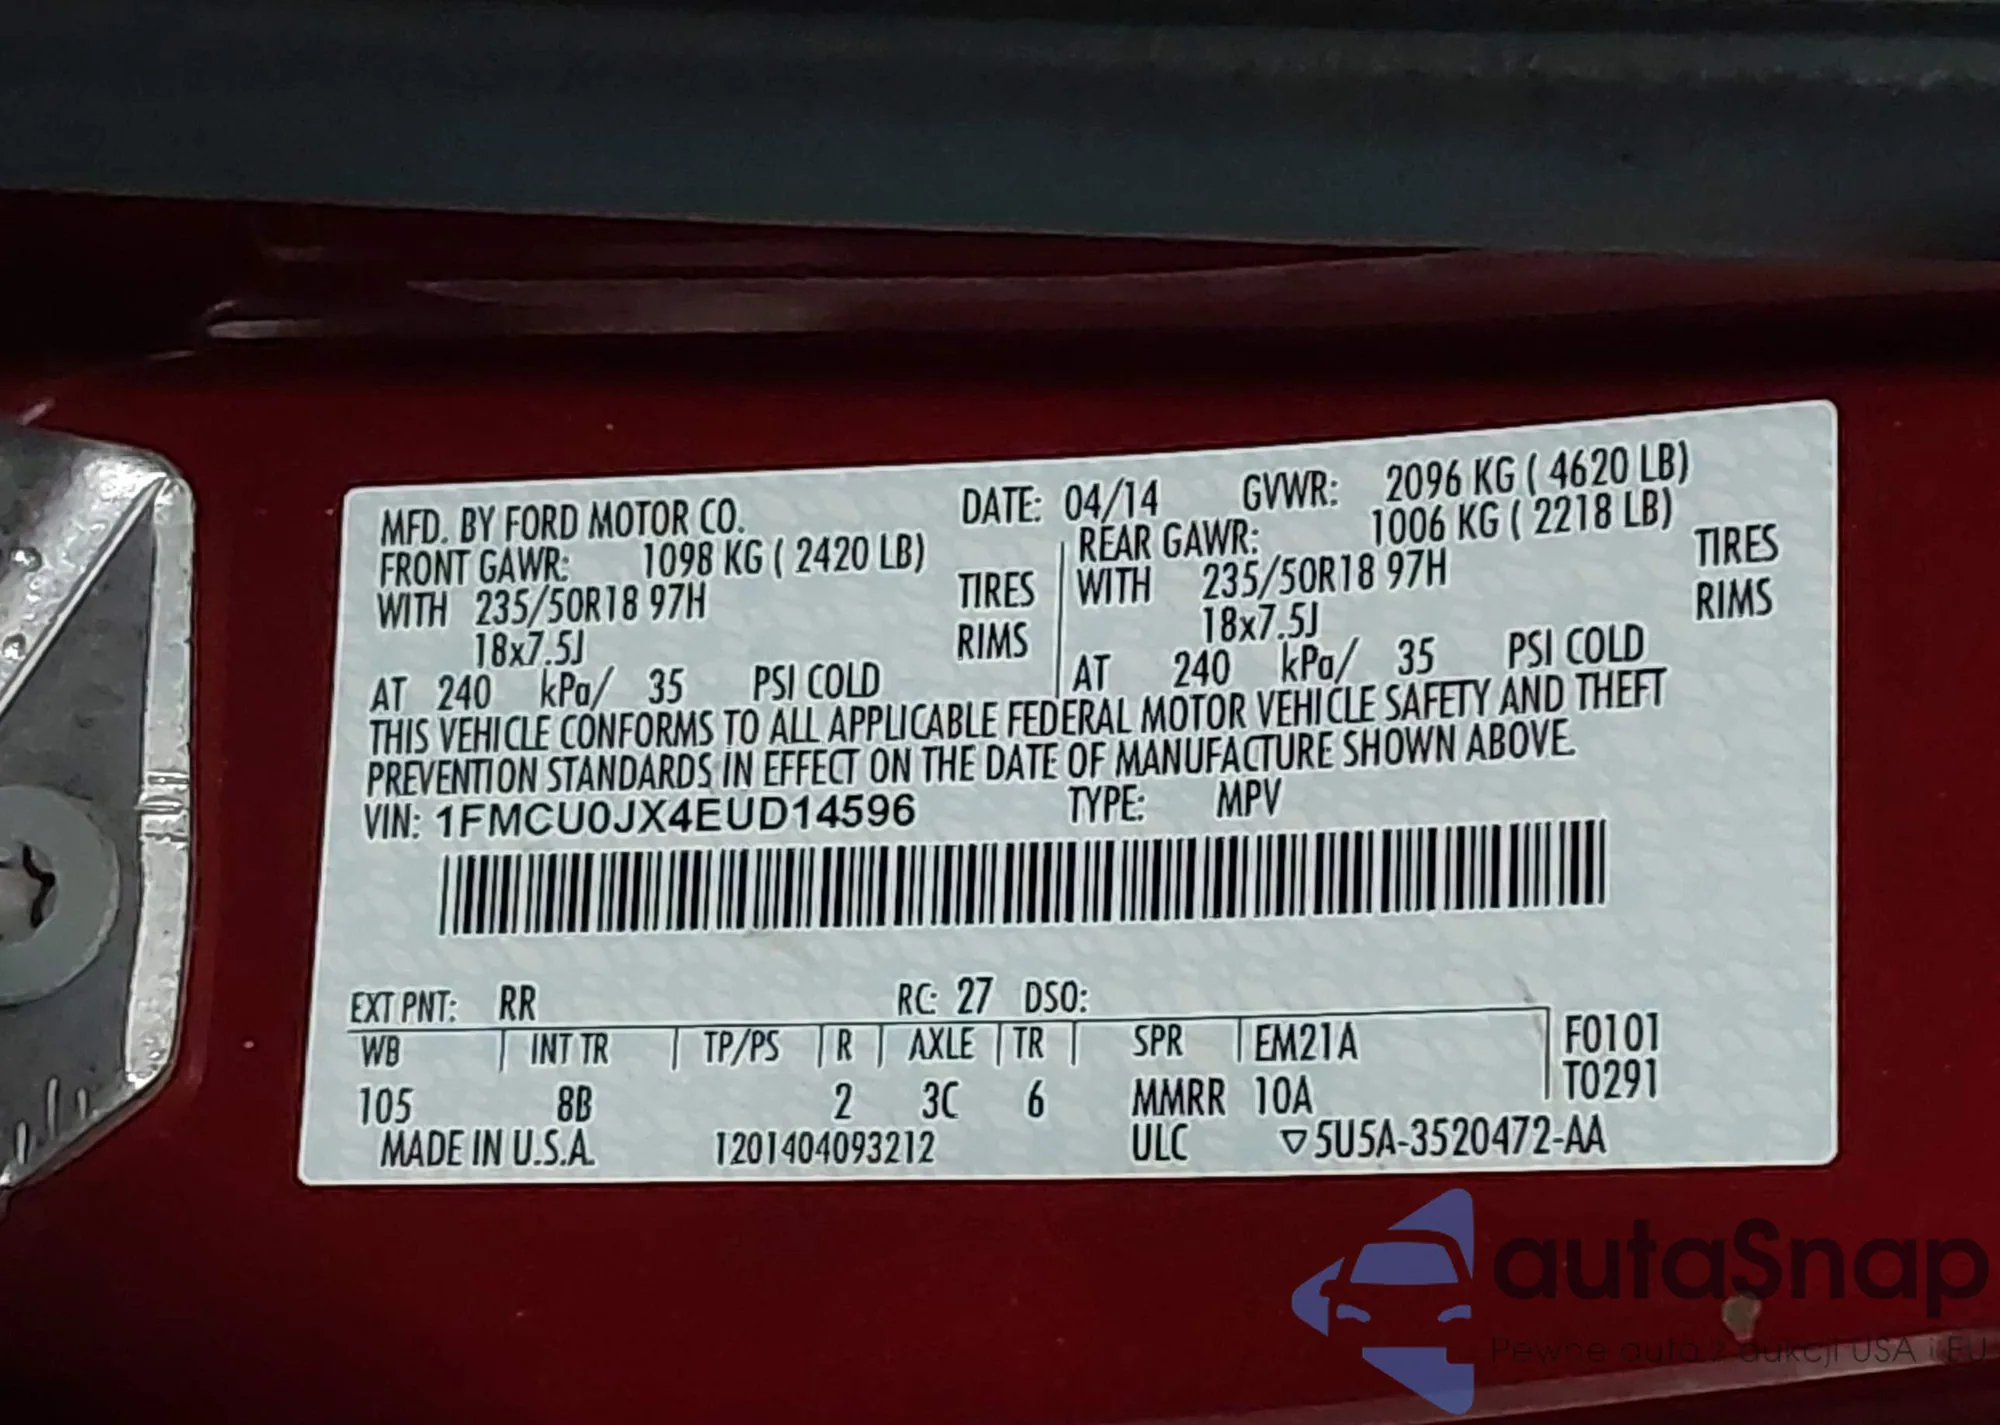 MFD. BY FORD MOTOR CO. DATE: 04/14 GVWR: 2096 KG ( 4620 LB)
FRONT GAWR: 1098 KG ( 2420 LB) REAR GAWR: 1006 KG ( 2218 LB)
WITH 235/50R18 97H TIRES WITH 235/50R18 97H TIRES
18x7.5J RIMS 18x7.5J RIMS
AT 240 kPa/ 35 PSI COLD AT 240 kPa/ 35 PSI COLD
THIS VEHICLE CONFORMS TO ALL APPLICABLE FEDERAL MOTOR VEHICLE SAFETY AND THEFT
PREVENTION STANDARDS IN EFFECT ON THE DATE OF MANUFACTURE SHOWN ABOVE.
VIN: 1FMCU0JX4EUD14596 TYPE: MPV
EXT PNT: RR RC: 27 DSO:
WB INT TR TP/PS R AXLE TR SPR EM21A F0101
105 8B 2 3C 6 MMRR 10A T0291
MADE IN U.S.A. 1201404093212 ULC ▽5U5A-3520472-AA
autaSnap
Pewne auta z aukcji USA i EU